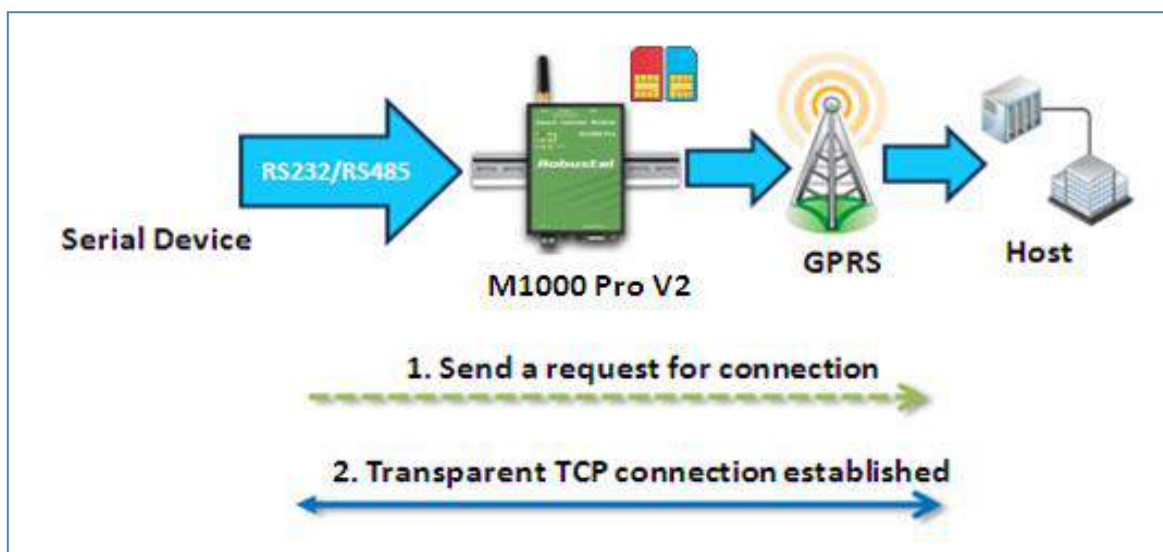 RS232/RS485
Robustel
Serial Device
M1000 Pro V2
GPRS
Host
1. Send a request for connection
2. Transparent TCP connection established